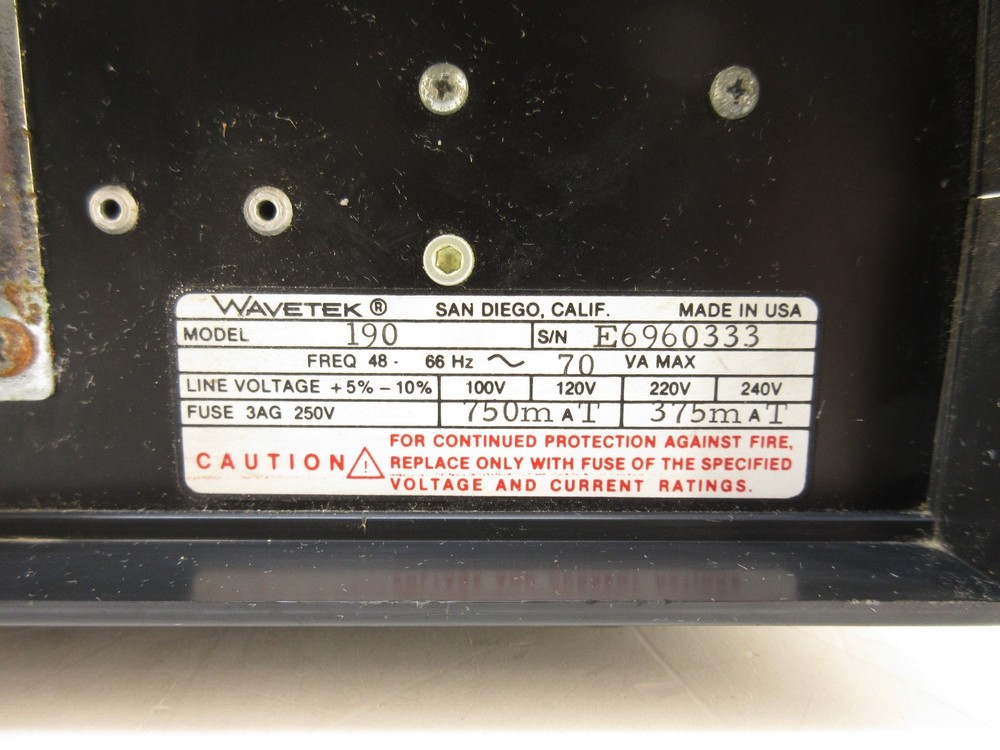 WAVETEK ® SAN DIEGO, CALIF. MADE IN USA
MODEL 190 S/N E6960333
FREQ 48 - 66 Hz ~ 70 VA MAX
LINE VOLTAGE +5% – 10% 100V 120V 220V 240V
FUSE 3AG 250V 750m A T 375m A T
FOR CONTINUED PROTECTION AGAINST FIRE,
CAUTION ! REPLACE ONLY WITH FUSE OF THE SPECIFIED
VOLTAGE AND CURRENT RATINGS.